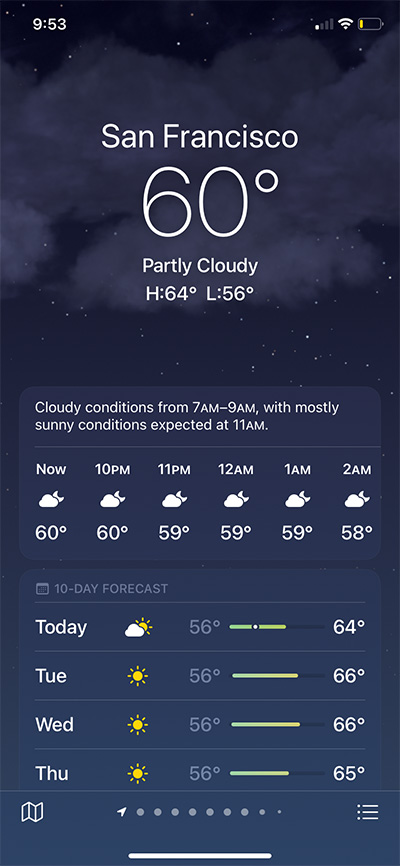 9:53
San Francisco
60°
Partly Cloudy
H:64° L:56°
Cloudy conditions from 7AM–9AM, with mostly
sunny conditions expected at 11AM.
Now 10PM 11PM 12AM 1AM 2AM
60° 60° 59° 59° 59° 58°
10-DAY FORECAST
Today 56° 64°
Tue 56° 66°
Wed 56° 66°
Thu 56° 65°